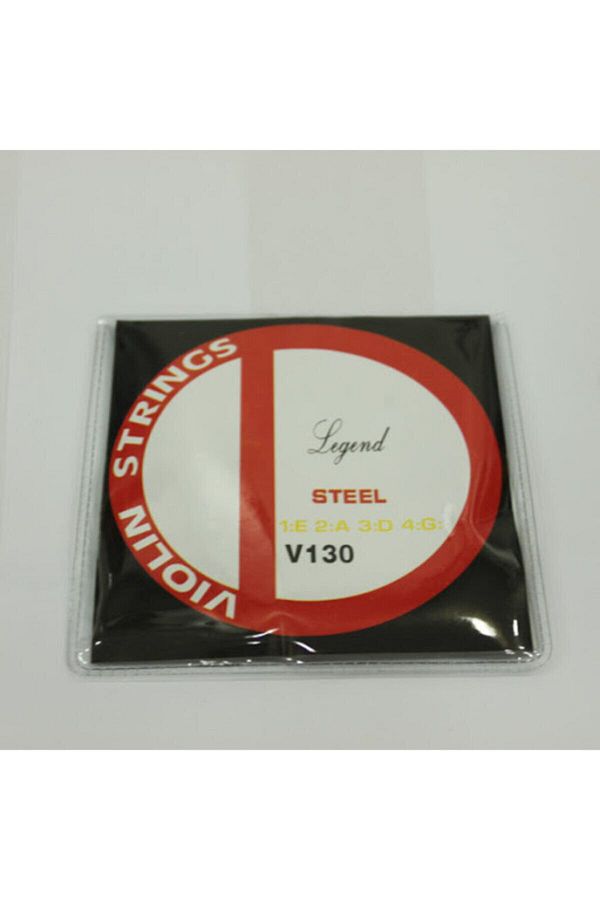 VIOLIN STRINGS
Legend
STEEL
1:E 2:A 3:D 4:G:
V130